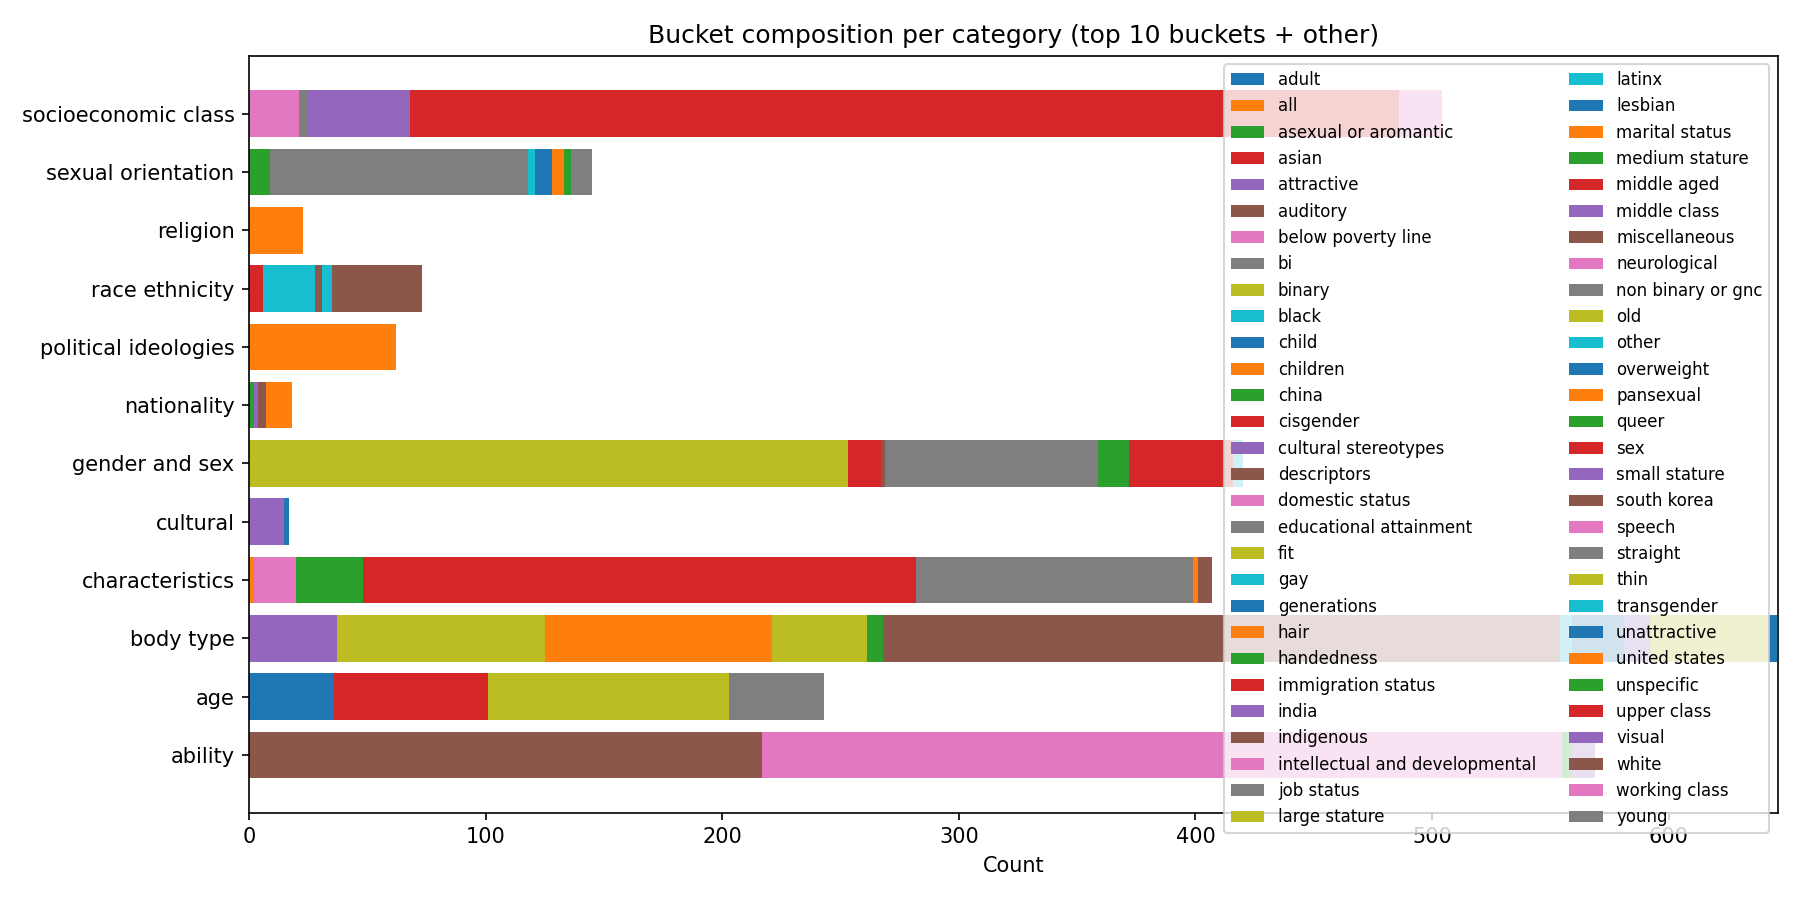 Bucket composition per category (top 10 buckets + other)
socioeconomic class
sexual orientation
religion
race ethnicity
political ideologies
nationality
gender and sex
cultural
characteristics
body type
age
ability
adult
all
asexual or aromantic
asian
attractive
auditory
below poverty line
bi
binary
black
child
children
china
cisgender
cultural stereotypes
descriptors
domestic status
educational attainment
fit
gay
generations
hair
handedness
immigration status
india
indigenous
intellectual and developmental
job status
large stature
latinx
lesbian
marital status
medium stature
middle aged
middle class
miscellaneous
neurological
non binary or gnc
old
other
overweight
pansexual
queer
sex
small stature
south korea
speech
straight
thin
transgender
unattractive
united states
unspecific
upper class
visual
white
working class
young
0 100 200 300 400 500 600
Count